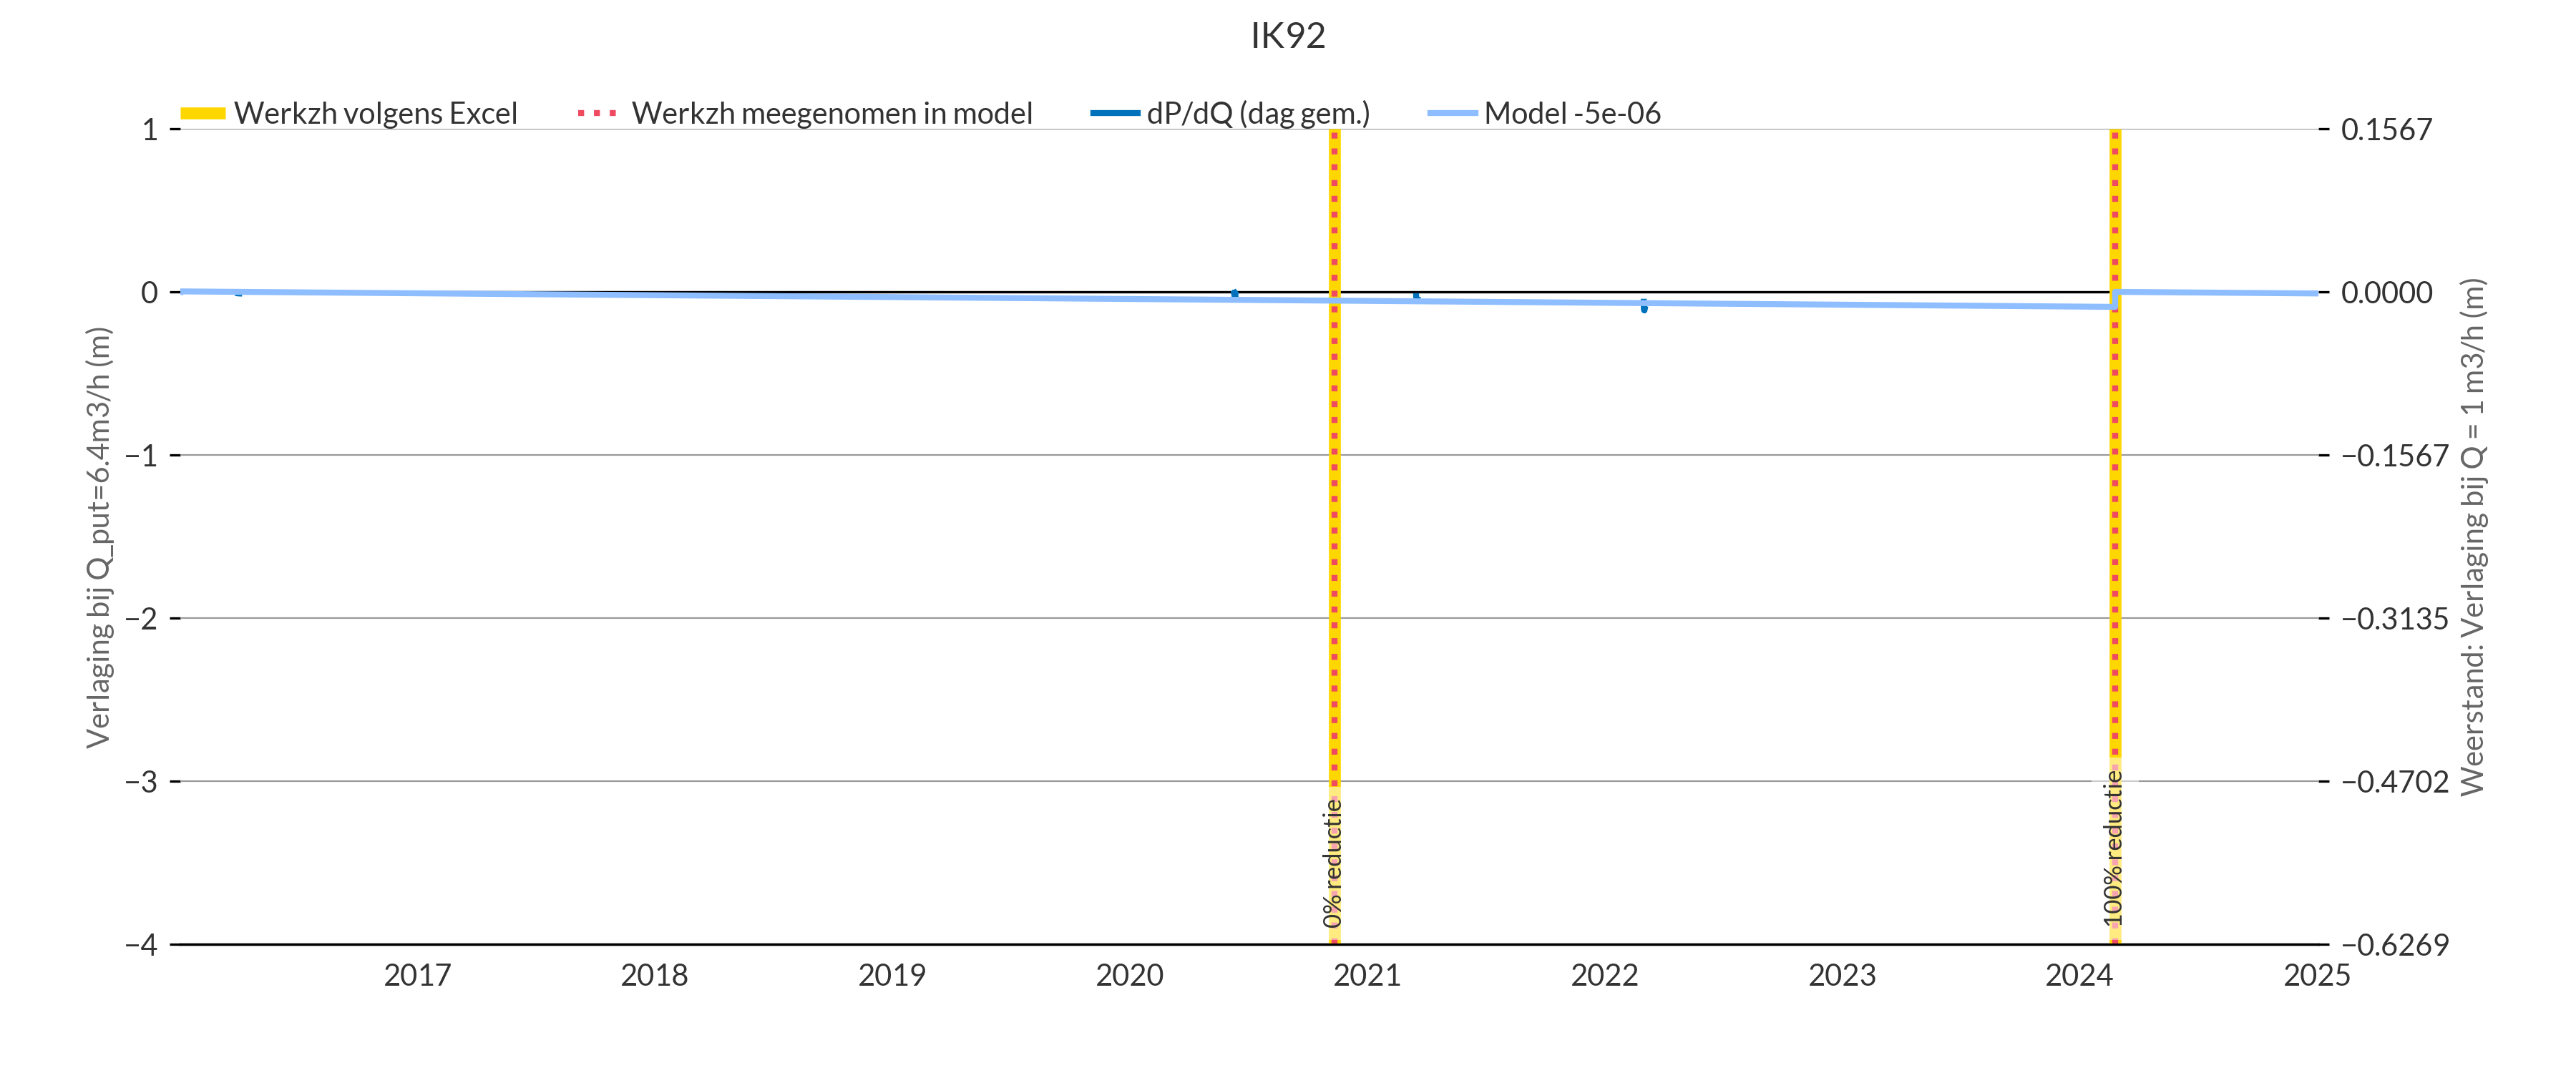 IK92
Werkzh volgens Excel
Werkzh meegenomen in model
dP/dQ (dag gem.)
Model -5e-06
1
0
−1
−2
−3
−4
0.1567
0.0000
−0.1567
−0.3135
−0.4702
−0.6269
Verlaging bij Q_put=6.4m3/h (m)
Weerstand: Verlaging bij Q = 1 m3/h (m)
0% reductie
100% reductie
2017
2018
2019
2020
2021
2022
2023
2024
2025